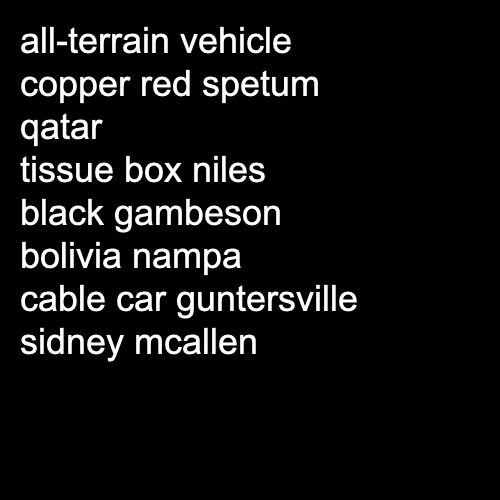 all-terrain vehicle
copper red spetum
qatar
tissue box niles
black gambeson
bolivia nampa
cable car guntersville
sidney mcallen